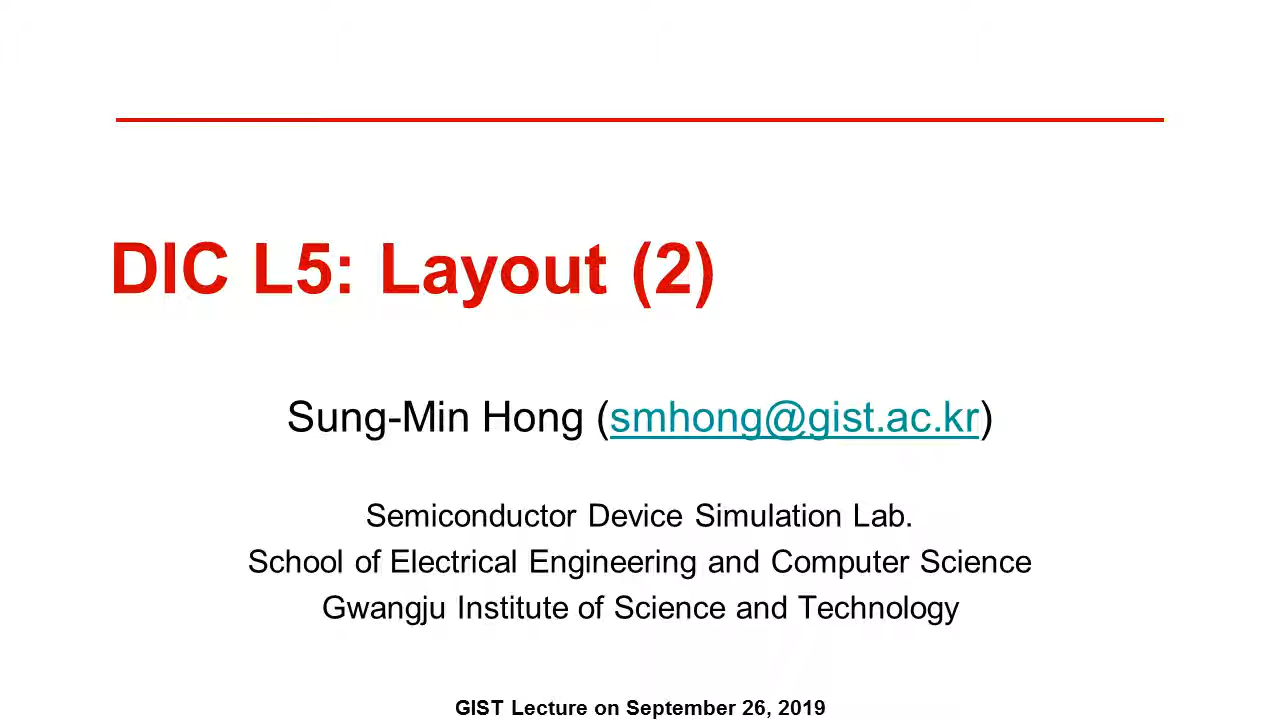 DIC L5: Layout (2)
Sung-Min Hong (smhong@gist.ac.kr)
Semiconductor Device Simulation Lab.
School of Electrical Engineering and Computer Science
Gwangju Institute of Science and Technology
GIST Lecture on September 26, 2019